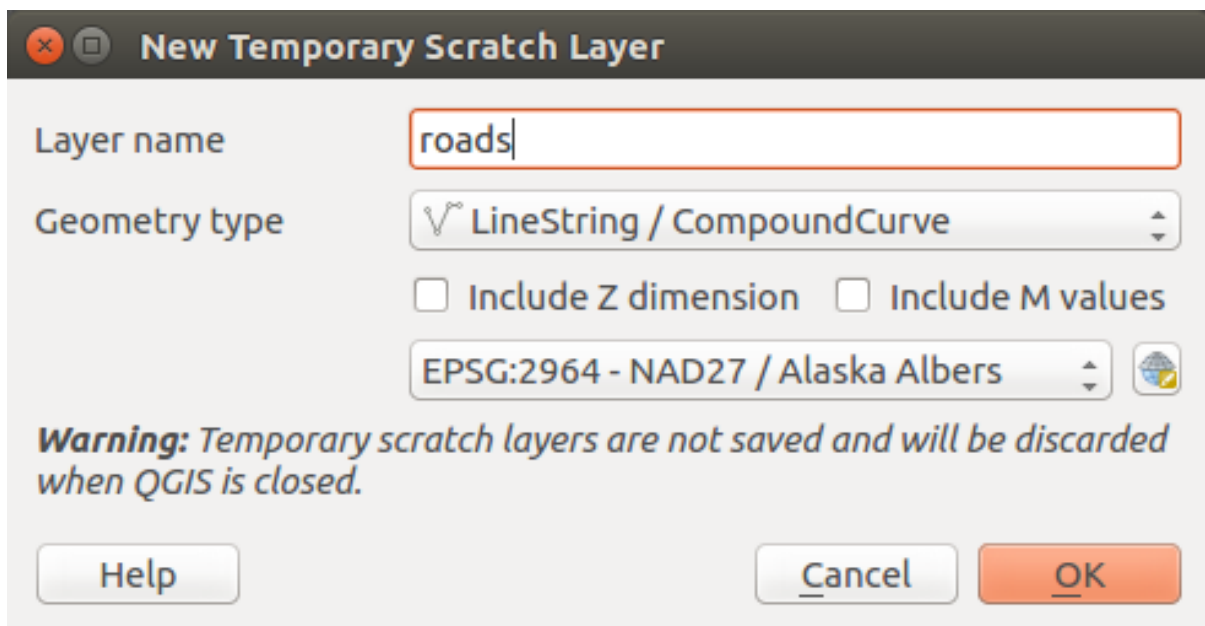 New Temporary Scratch Layer
Layer name
roads
Geometry type
LineString / CompoundCurve
Include Z dimension
Include M values
EPSG:2964 - NAD27 / Alaska Albers
Warning: Temporary scratch layers are not saved and will be discarded
when QGIS is closed.
Help
Cancel
OK